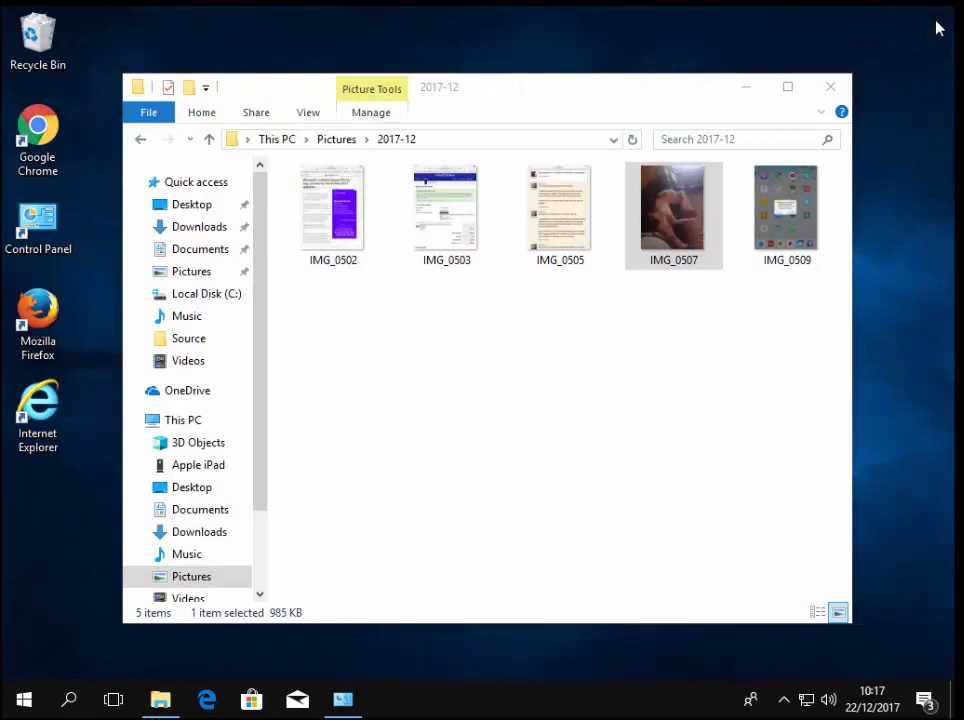 Recycle Bin
Google
Chrome
Control Panel
Mozilla
Firefox
Internet
Explorer
Picture Tools
2017-12
File
Home
Share
View
Manage
This PC
Pictures
2017-12
Search 2017-12
Quick access
Desktop
Downloads
Documents
Pictures
Local Disk (C:)
Music
Source
Videos
OneDrive
This PC
3D Objects
Apple iPad
Desktop
Documents
Downloads
Music
Pictures
Videos
IMG_0502
IMG_0503
IMG_0505
IMG_0507
IMG_0509
5 items
1 item selected 985 KB
10:17
22/12/2017
3